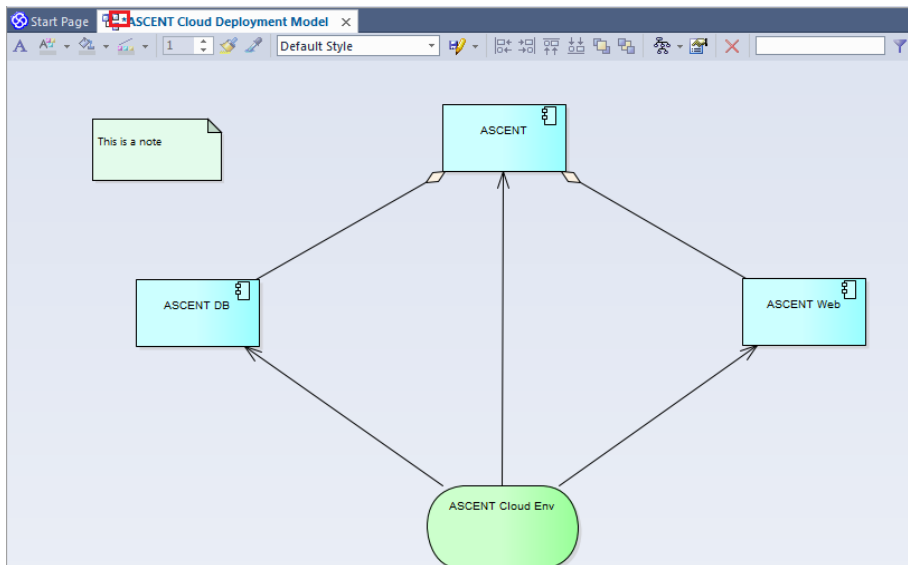 Start Page
*ASCENT Cloud Deployment Model
1
Default Style
ASCENT
This is a note
ASCENT DB
ASCENT Web
ASCENT Cloud Env